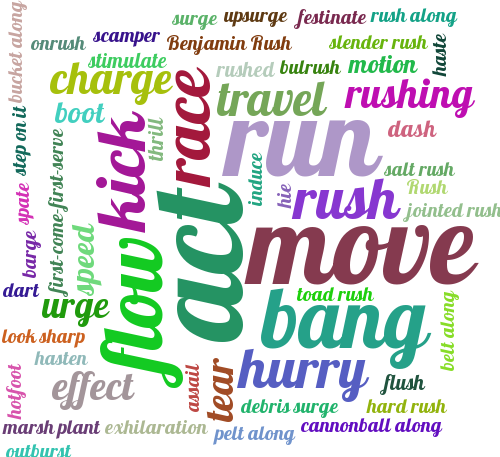 surge
upsurge
festinate
rush along
onrush
scamper
Benjamin Rush
slender rush
haste
bucket along
stimulate
rushed
bulrush
motion
charge
race
travel
rushing
boot
kick
thrill
run
dash
step on it
first-come-first-serve
induce
hie
salt rush
Rush
rush
jointed rush
spate
barge
speed
flow
act
move
dart
urge
toad rush
bang
belt along
look sharp
hasten
hurry
hotfoot
effect
assail
tear
flush
debris surge
hard rush
marsh plant
exhilaration
pelt along
cannonball along
outburst